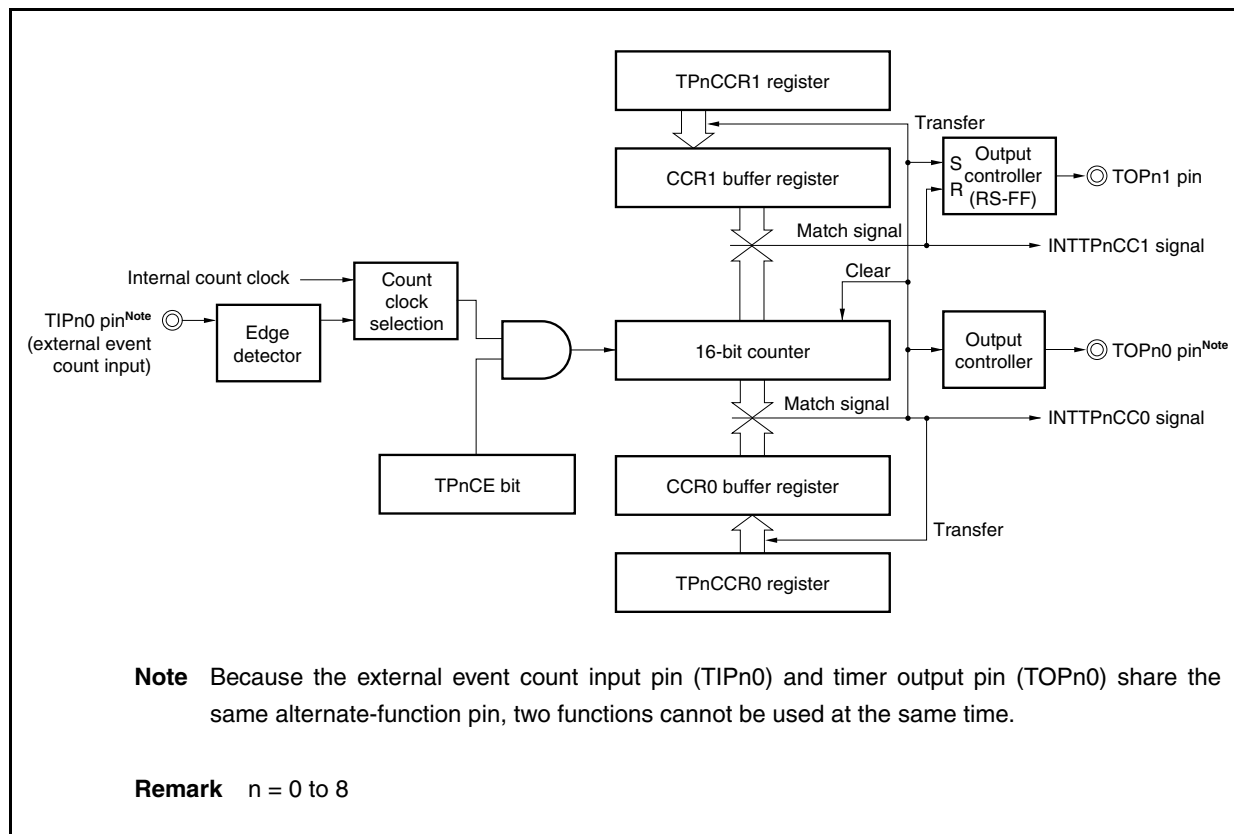 TPnCCR1 register
Transfer
CCR1 buffer register
S
R
Output
controller
(RS-FF)
TOPn1 pin
Match signal
INTTPnCC1 signal
Internal count clock
Count
clock
selection
Clear
TIPn0 pinNote
(external event
count input)
Edge
detector
16-bit counter
Output
controller
TOPn0 pinNote
Match signal
INTTPnCC0 signal
TPnCE bit
CCR0 buffer register
Transfer
TPnCCR0 register
Note Because the external event count input pin (TIPn0) and timer output pin (TOPn0) share the
same alternate-function pin, two functions cannot be used at the same time.
Remark n = 0 to 8